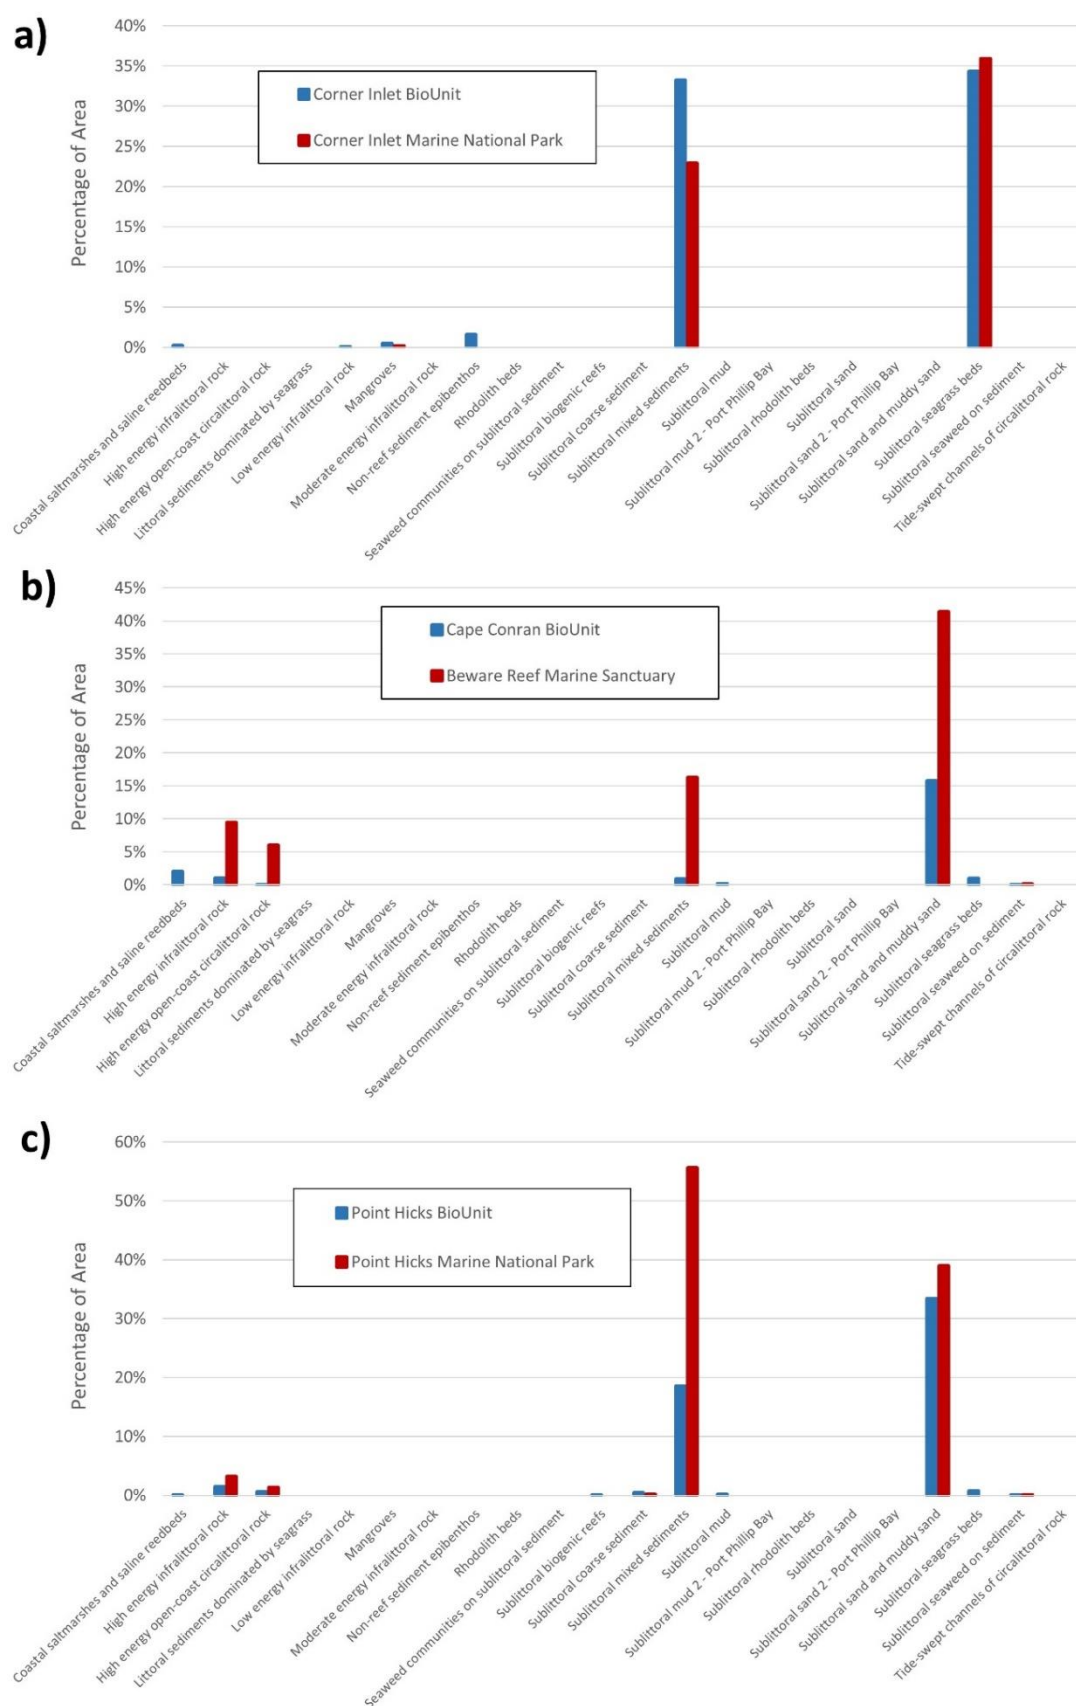 a)
40%
35%
30%
25%
20%
15%
10%
5%
0%
Percentage of Area
Corner Inlet BioUnit
Corner Inlet Marine National Park
Coastal saltmarshes and saline reedbeds
High energy infralittoral rock
High energy open-coast circalittoral rock
Littoral sediments dominated by seagrass
Low energy infralittoral rock
Mangroves
Moderate energy infralittoral rock
Non-reef sediment epibenthos
Rhodolith beds
Seaweed communities on sublittoral sediment
Sublittoral biogenic reefs
Sublittoral coarse sediment
Sublittoral mixed sediments
Sublittoral mud
Sublittoral mud 2 - Port Phillip Bay
Sublittoral rhodolith beds
Sublittoral sand
Sublittoral sand 2 - Port Phillip Bay
Sublittoral sand and muddy sand
Sublittoral seagrass beds
Sublittoral seaweed on sediment
Tide-swept channels of circalittoral rock
b)
45%
40%
35%
30%
25%
20%
15%
10%
5%
0%
Percentage of Area
Cape Conran BioUnit
Beware Reef Marine Sanctuary
Coastal saltmarshes and saline reedbeds
High energy infralittoral rock
High energy open-coast circalittoral rock
Littoral sediments dominated by seagrass
Low energy infralittoral rock
Mangroves
Moderate energy infralittoral rock
Non-reef sediment epibenthos
Rhodolith beds
Seaweed communities on sublittoral sediment
Sublittoral biogenic reefs
Sublittoral coarse sediment
Sublittoral mixed sediments
Sublittoral mud
Sublittoral mud 2 - Port Phillip Bay
Sublittoral rhodolith beds
Sublittoral sand
Sublittoral sand 2 - Port Phillip Bay
Sublittoral sand and muddy sand
Sublittoral seagrass beds
Sublittoral seaweed on sediment
Tide-swept channels of circalittoral rock
c)
60%
50%
40%
30%
20%
10%
0%
Percentage of Area
Point Hicks BioUnit
Point Hicks Marine National Park
Coastal saltmarshes and saline reedbeds
High energy infralittoral rock
High energy open-coast circalittoral rock
Littoral sediments dominated by seagrass
Low energy infralittoral rock
Mangroves
Moderate energy infralittoral rock
Non-reef sediment epibenthos
Rhodolith beds
Seaweed communities on sublittoral sediment
Sublittoral biogenic reefs
Sublittoral coarse sediment
Sublittoral mixed sediments
Sublittoral mud
Sublittoral mud 2 - Port Phillip Bay
Sublittoral rhodolith beds
Sublittoral sand
Sublittoral sand 2 - Port Phillip Bay
Sublittoral sand and muddy sand
Sublittoral seagrass beds
Sublittoral seaweed on sediment
Tide-swept channels of circalittoral rock